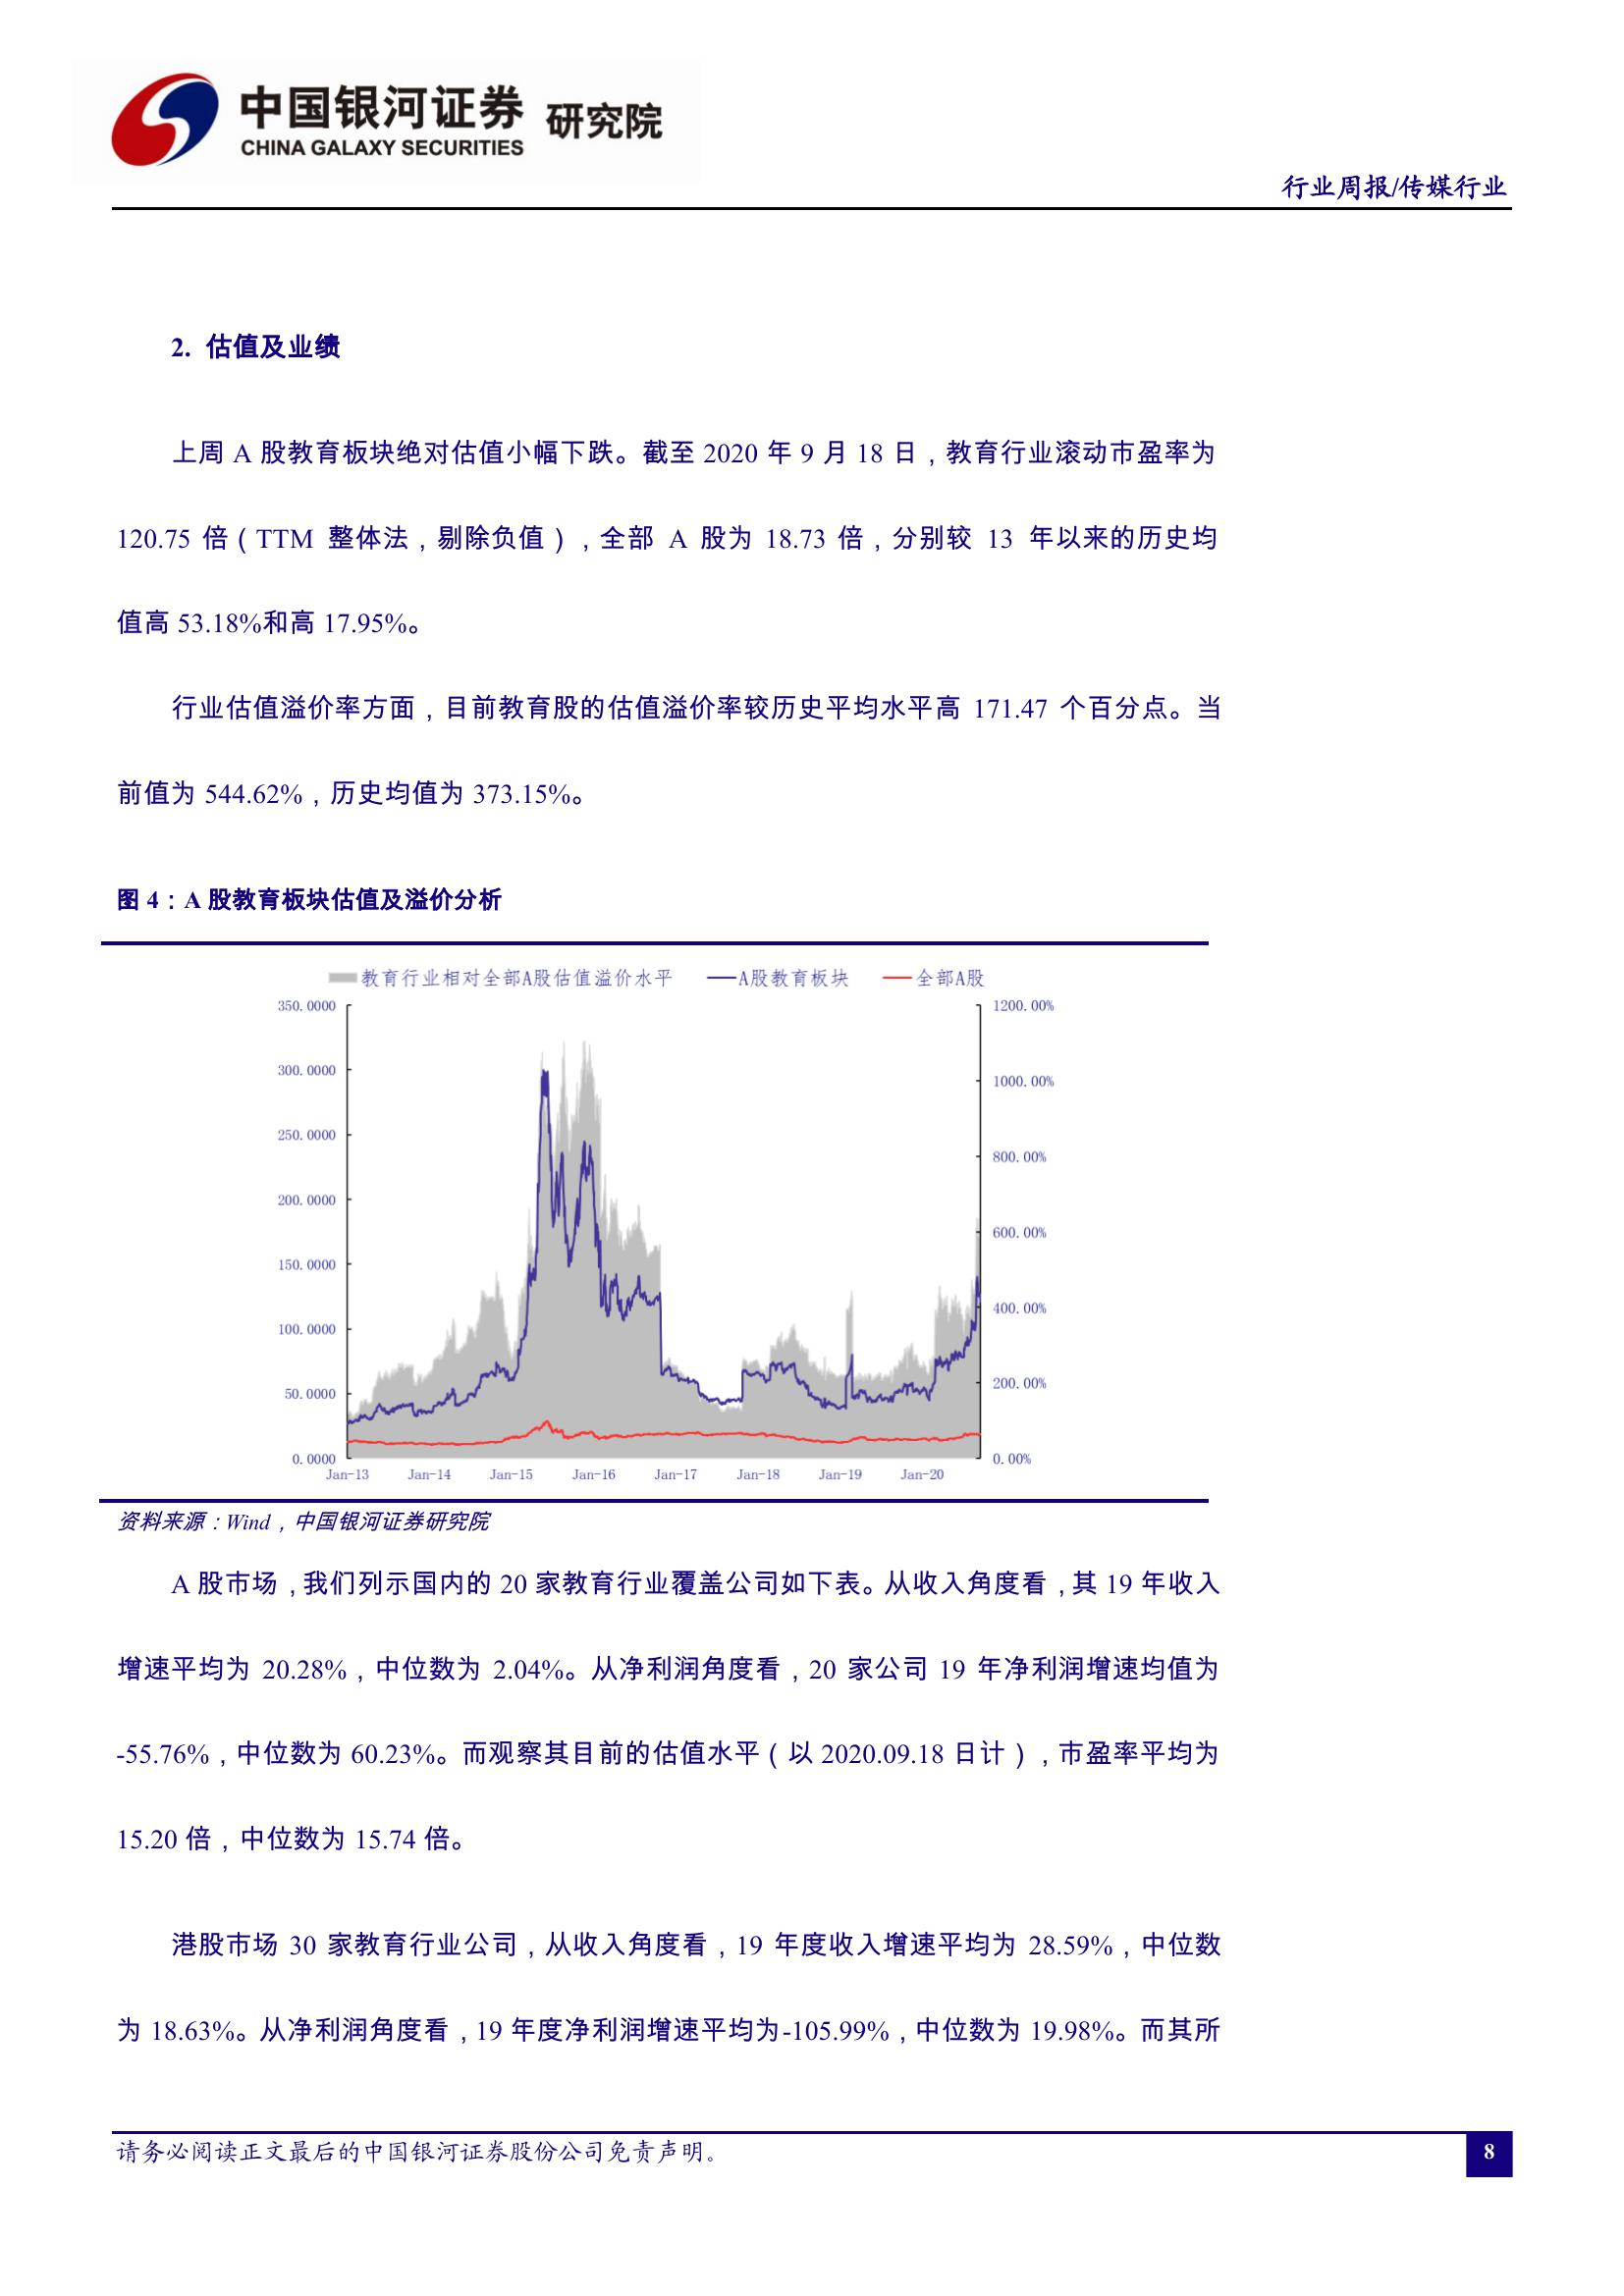 中国银河证券 研究院
CHINA GALAXY SECURITIES
行业周报/传媒行业
2. 估值及业绩
上周 A 股教育板块绝对估值小幅下跌。截至 2020 年 9 月 18 日，教育行业滚动市盈率为
120.75 倍（TTM 整体法，剔除负值），全部 A 股为 18.73 倍，分别较 13 年以来的历史均
值高 53.18%和高 17.95%。
行业估值溢价率方面，目前教育股的估值溢价率较历史平均水平高 171.47 个百分点。当
前值为 544.62%，历史均值为 373.15%。
图 4：A 股教育板块估值及溢价分析
教育行业相对全部A股估值溢价水平 A股教育板块 全部A股
350.0000 1200.00%
300.0000 1000.00%
250.0000 800.00%
200.0000 600.00%
150.0000 400.00%
100.0000 200.00%
50.0000 0.00%
0.0000
Jan-13 Jan-14 Jan-15 Jan-16 Jan-17 Jan-18 Jan-19 Jan-20
资料来源：Wind，中国银河证券研究院
A 股市场，我们列示国内的 20 家教育行业覆盖公司如下表。从收入角度看，其 19 年收入
增速平均为 20.28%，中位数为 2.04%。从净利润角度看，20 家公司 19 年净利润增速均值为
-55.76%，中位数为 60.23%。而观察其目前的估值水平（以 2020.09.18 日计），市盈率平均为
15.20 倍，中位数为 15.74 倍。
港股市场 30 家教育行业公司，从收入角度看，19 年度收入增速平均为 28.59%，中位数
为 18.63%。从净利润角度看，19 年度净利润增速平均为-105.99%，中位数为 19.98%。而其所
请务必阅读正文最后的中国银河证券股份公司免责声明。
8